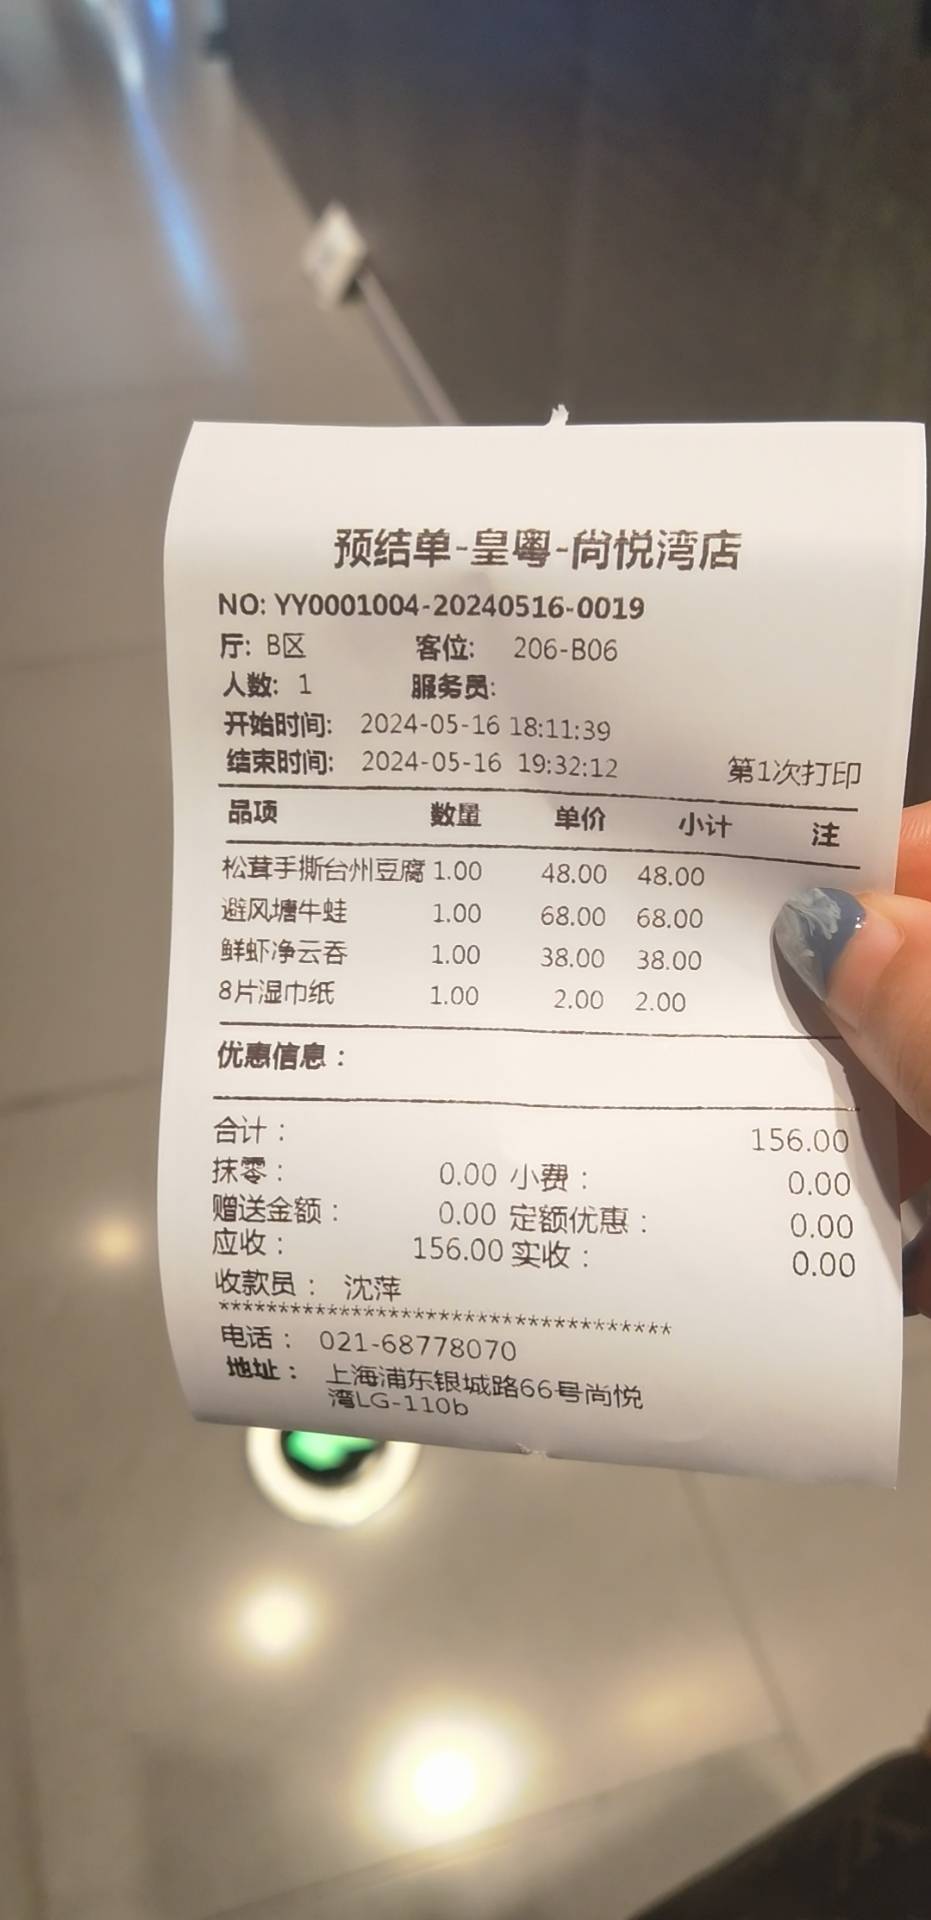 预结单-皇粤-尚悦湾店
NO: YY0001004-20240516-0019
厅: B区 客位: 206-B06
人数: 1 服务员:
开始时间: 2024-05-16 18:11:39
结束时间: 2024-05-16 19:32:12 第1次打印
品项 数量 单价 小计 注
松茸手撕台州豆腐 1.00 48.00 48.00
避风塘牛蛙 1.00 68.00 68.00
鲜虾净云吞 1.00 38.00 38.00
8片湿巾纸 1.00 2.00 2.00
优惠信息：
合计： 156.00
抹零： 0.00 小费： 0.00
赠送金额： 0.00 定额优惠： 0.00
应收： 156.00 实收： 0.00
收款员： 沈萍
**************************************
电话： 021-68778070
地址： 上海浦东银城路66号尚悦
湾LG-110b